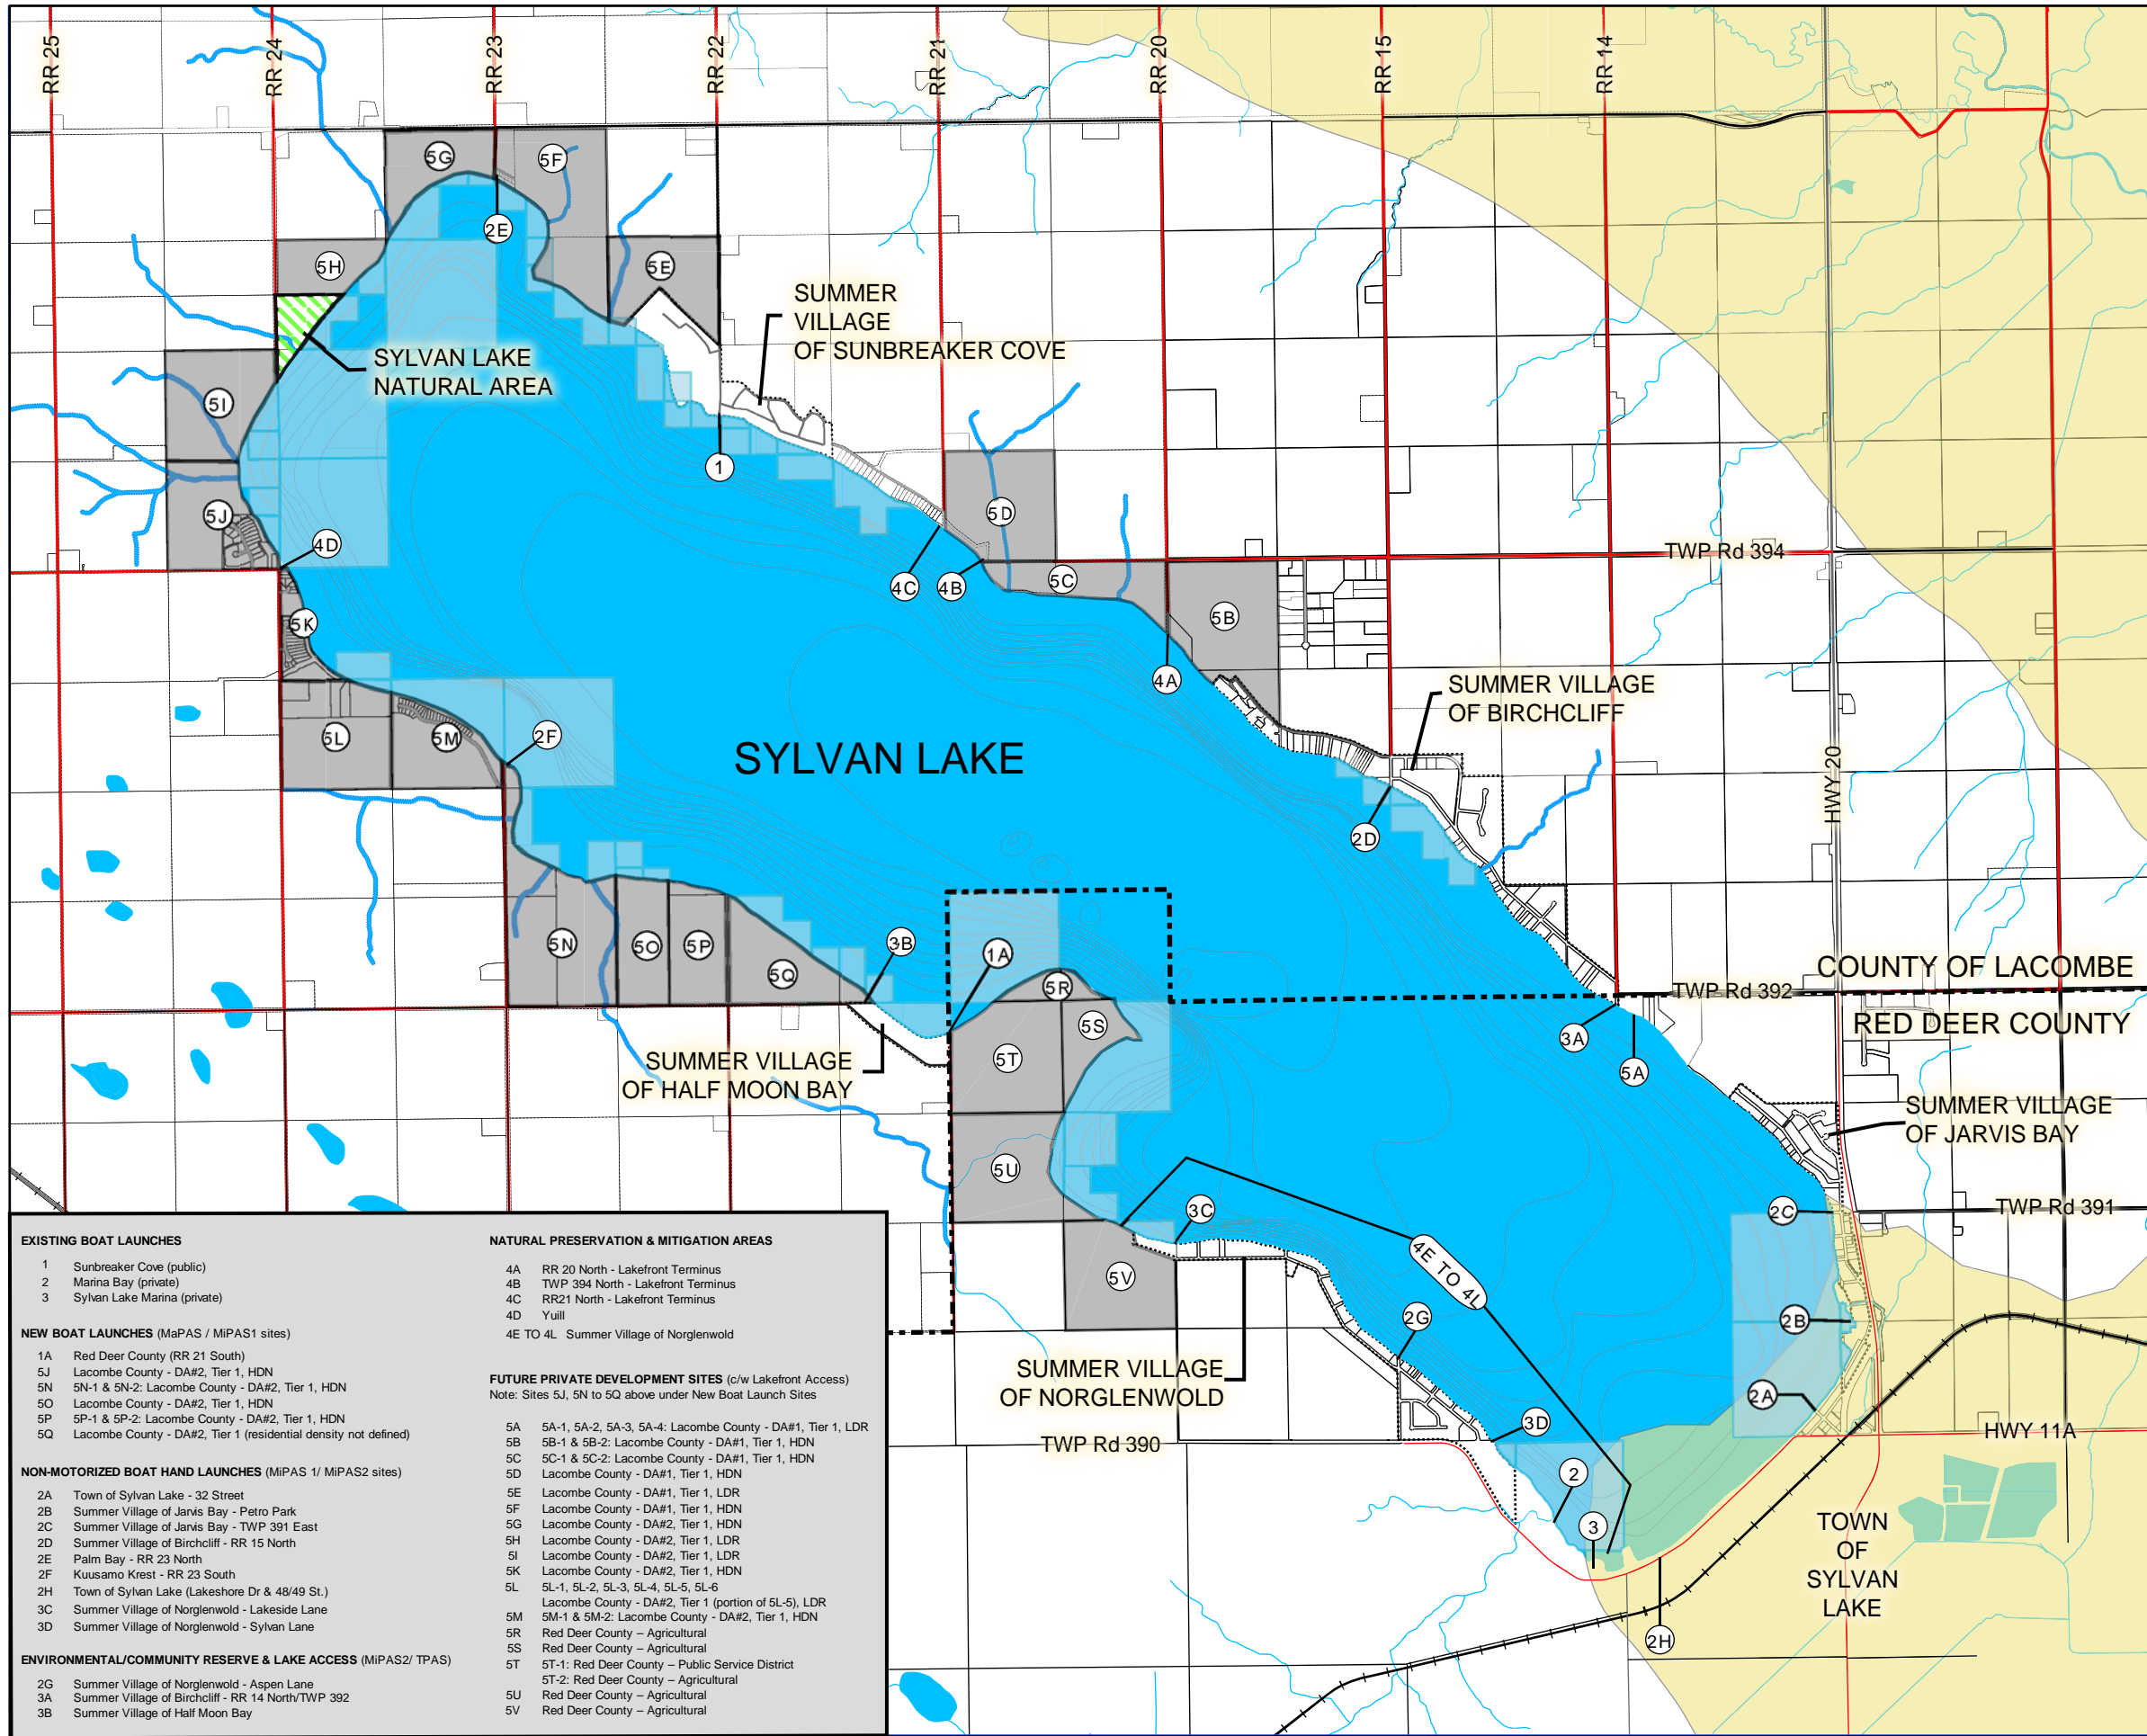 RR 25
RR 24
RR 23
RR 22
RR 21
RR 20
RR 15
RR 14
5G
5F
2E
5H
5E
SUMMER
VILLAGE
OF SUNBREAKER COVE
SYLVAN LAKE
NATURAL AREA
5I
1
5J
5D
4D
TWP Rd 394
4C
4B
5C
5K
5B
4A
SUMMER VILLAGE
OF BIRCHCLIFF
5L
5M
2F
SYLVAN LAKE
HWY 20
2D
5N
5O
5P
3B
1A
5Q
5R
COUNTY OF LACOMBE
TWP Rd 392
RED DEER COUNTY
5S
3A
5T
5A
SUMMER VILLAGE
OF HALF MOON BAY
SUMMER VILLAGE
OF JARVIS BAY
5U
3C
2C
TWP Rd 391
4E TO 4L
5V
2G
2B
SUMMER VILLAGE
OF NORGLENWOLD
2A
3D
HWY 11A
TWP Rd 390
2
3
TOWN
OF
SYLVAN
LAKE
2H
EXISTING BOAT LAUNCHES
1 Sunbreaker Cove (public)
2 Marina Bay (private)
3 Sylvan Lake Marina (private)
NEW BOAT LAUNCHES (MaPAS / MiPAS1 sites)
1A Red Deer County (RR 21 South)
5J Lacombe County - DA#2, Tier 1, HDN
5N 5N-1 & 5N-2: Lacombe County - DA#2, Tier 1, HDN
5O Lacombe County - DA#2, Tier 1, HDN
5P 5P-1 & 5P-2: Lacombe County - DA#2, Tier 1, HDN
5Q Lacombe County - DA#2, Tier 1 (residential density not defined)
NON-MOTORIZED BOAT HAND LAUNCHES (MiPAS 1/ MiPAS2 sites)
2A Town of Sylvan Lake - 32 Street
2B Summer Village of Jarvis Bay - Petro Park
2C Summer Village of Jarvis Bay - TWP 391 East
2D Summer Village of Birchcliff - RR 15 North
2E Palm Bay - RR 23 North
2F Kuusamo Krest - RR 23 South
2H Town of Sylvan Lake (Lakeshore Dr & 48/49 St.)
3C Summer Village of Norglenwold - Lakeside Lane
3D Summer Village of Norglenwold - Sylvan Lane
ENVIRONMENTAL/COMMUNITY RESERVE & LAKE ACCESS (MiPAS2/ TPAS)
2G Summer Village of Norglenwold - Aspen Lane
3A Summer Village of Birchcliff - RR 14 North/TWP 392
3B Summer Village of Half Moon Bay
NATURAL PRESERVATION & MITIGATION AREAS
4A RR 20 North - Lakefront Terminus
4B TWP 394 North - Lakefront Terminus
4C RR21 North - Lakefront Terminus
4D Yuill
4E TO 4L Summer Village of Norglenwold
FUTURE PRIVATE DEVELOPMENT SITES (c/w Lakefront Access)
Note: Sites 5J, 5N to 5Q above under New Boat Launch Sites
5A 5A-1, 5A-2, 5A-3, 5A-4: Lacombe County - DA#1, Tier 1, LDR
5B 5B-1 & 5B-2: Lacombe County - DA#1, Tier 1, HDN
5C 5C-1 & 5C-2: Lacombe County - DA#1, Tier 1, HDN
5D Lacombe County - DA#1, Tier 1, HDN
5E Lacombe County - DA#1, Tier 1, LDR
5F Lacombe County - DA#1, Tier 1, HDN
5G Lacombe County - DA#2, Tier 1, HDN
5H Lacombe County - DA#2, Tier 1, LDR
5I Lacombe County - DA#2, Tier 1, LDR
5K Lacombe County - DA#2, Tier 1, HDN
5L 5L-1, 5L-2, 5L-3, 5L-4, 5L-5, 5L-6
Lacombe County - DA#2, Tier 1 (portion of 5L-5), LDR
5M 5M-1 & 5M-2: Lacombe County - DA#2, Tier 1, HDN
5R Red Deer County – Agricultural
5S Red Deer County – Agricultural
5T 5T-1: Red Deer County – Public Service District
5T-2: Red Deer County – Agricultural
5U Red Deer County – Agricultural
5V Red Deer County – Agricultural